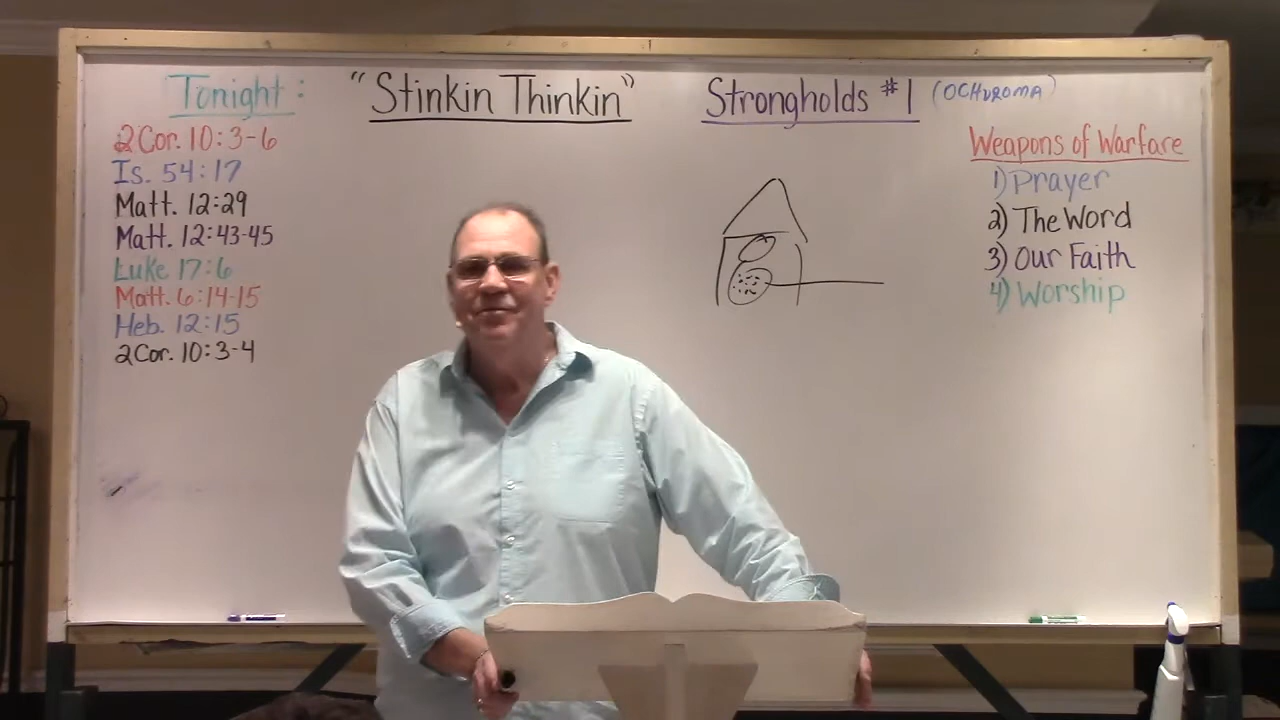 Tonight: "Stinkin Thinkin" Strongholds #1 (OCHUROMA)
2Cor. 10:3-6
Is. 54:17
Matt. 12:29
Matt. 12:43-45
Luke 17:6
Matt. 6:14-15
Heb. 12:15
2Cor. 10:3-4
Weapons of Warfare
1) Prayer
2) The Word
3) Our Faith
4) Worship